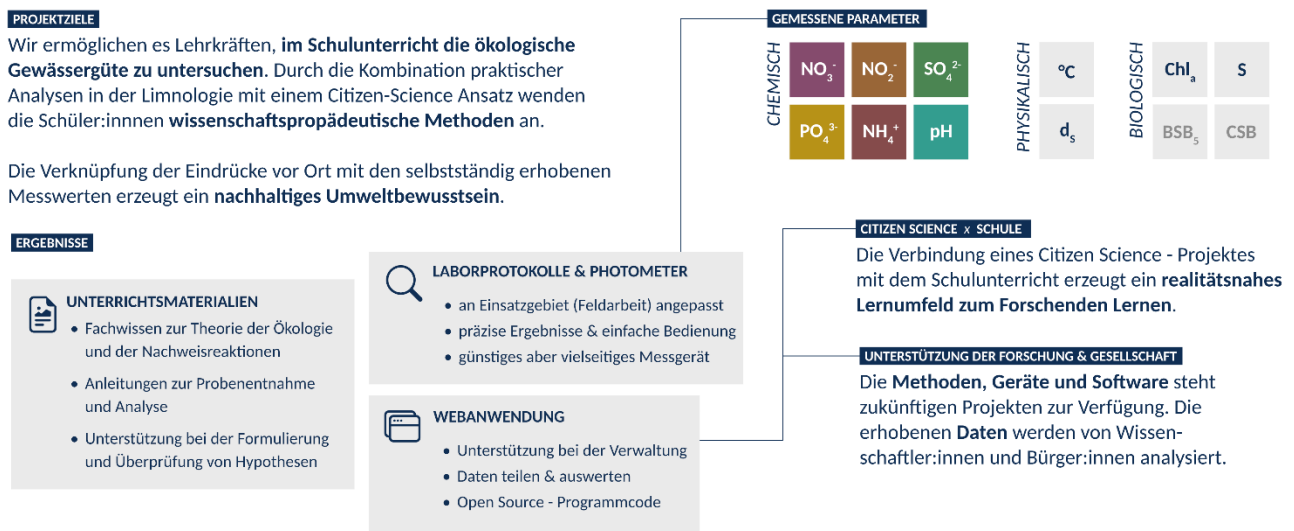 PROJEKTZIELE
Wir ermöglichen es Lehrkräften, im Schulunterricht die ökologische
Gewässergüte zu untersuchen. Durch die Kombination praktischer
Analysen in der Limnologie mit einem Citizen-Science Ansatz wenden
die Schüler:innnen wissenschaftspropädeutische Methoden an.
Die Verknüpfung der Eindrücke vor Ort mit den selbstständig erhobenen
Messwerten erzeugt ein nachhaltiges Umweltbewusstsein.
GEMESSENE PARAMETER
CHEMISCH
NO₃⁻ NO₂⁻ SO₄²⁻
PO₄³⁻ NH₄⁺ pH
PHYSIKALISCH
°C
dₛ
BIOLOGISCH
Chlₐ S
BSB₅ CSB
ERGEBNISSE
UNTERRICHTSMATERIALIEN
• Fachwissen zur Theorie der Ökologie
und der Nachweisreaktionen
• Anleitungen zur Probenentnahme
und Analyse
• Unterstützung bei der Formulierung
und Überprüfung von Hypothesen
LABORPROTOKOLLE & PHOTOMETER
• an Einsatzgebiet (Feldarbeit) angepasst
• präzise Ergebnisse & einfache Bedienung
• günstiges aber vielseitiges Messgerät
WEBANWENDUNG
• Unterstützung bei der Verwaltung
• Daten teilen & auswerten
• Open Source - Programmcode
CITIZEN SCIENCE x SCHULE
Die Verbindung eines Citizen Science - Projektes
mit dem Schulunterricht erzeugt ein realitätsnahes
Lernumfeld zum Forschenden Lernen.
UNTERSTÜTZUNG DER FORSCHUNG & GESELLSCHAFT
Die Methoden, Geräte und Software steht
zukünftigen Projekten zur Verfügung. Die
erhobenen Daten werden von Wissen-
schaftler:innen und Bürger:innen analysiert.